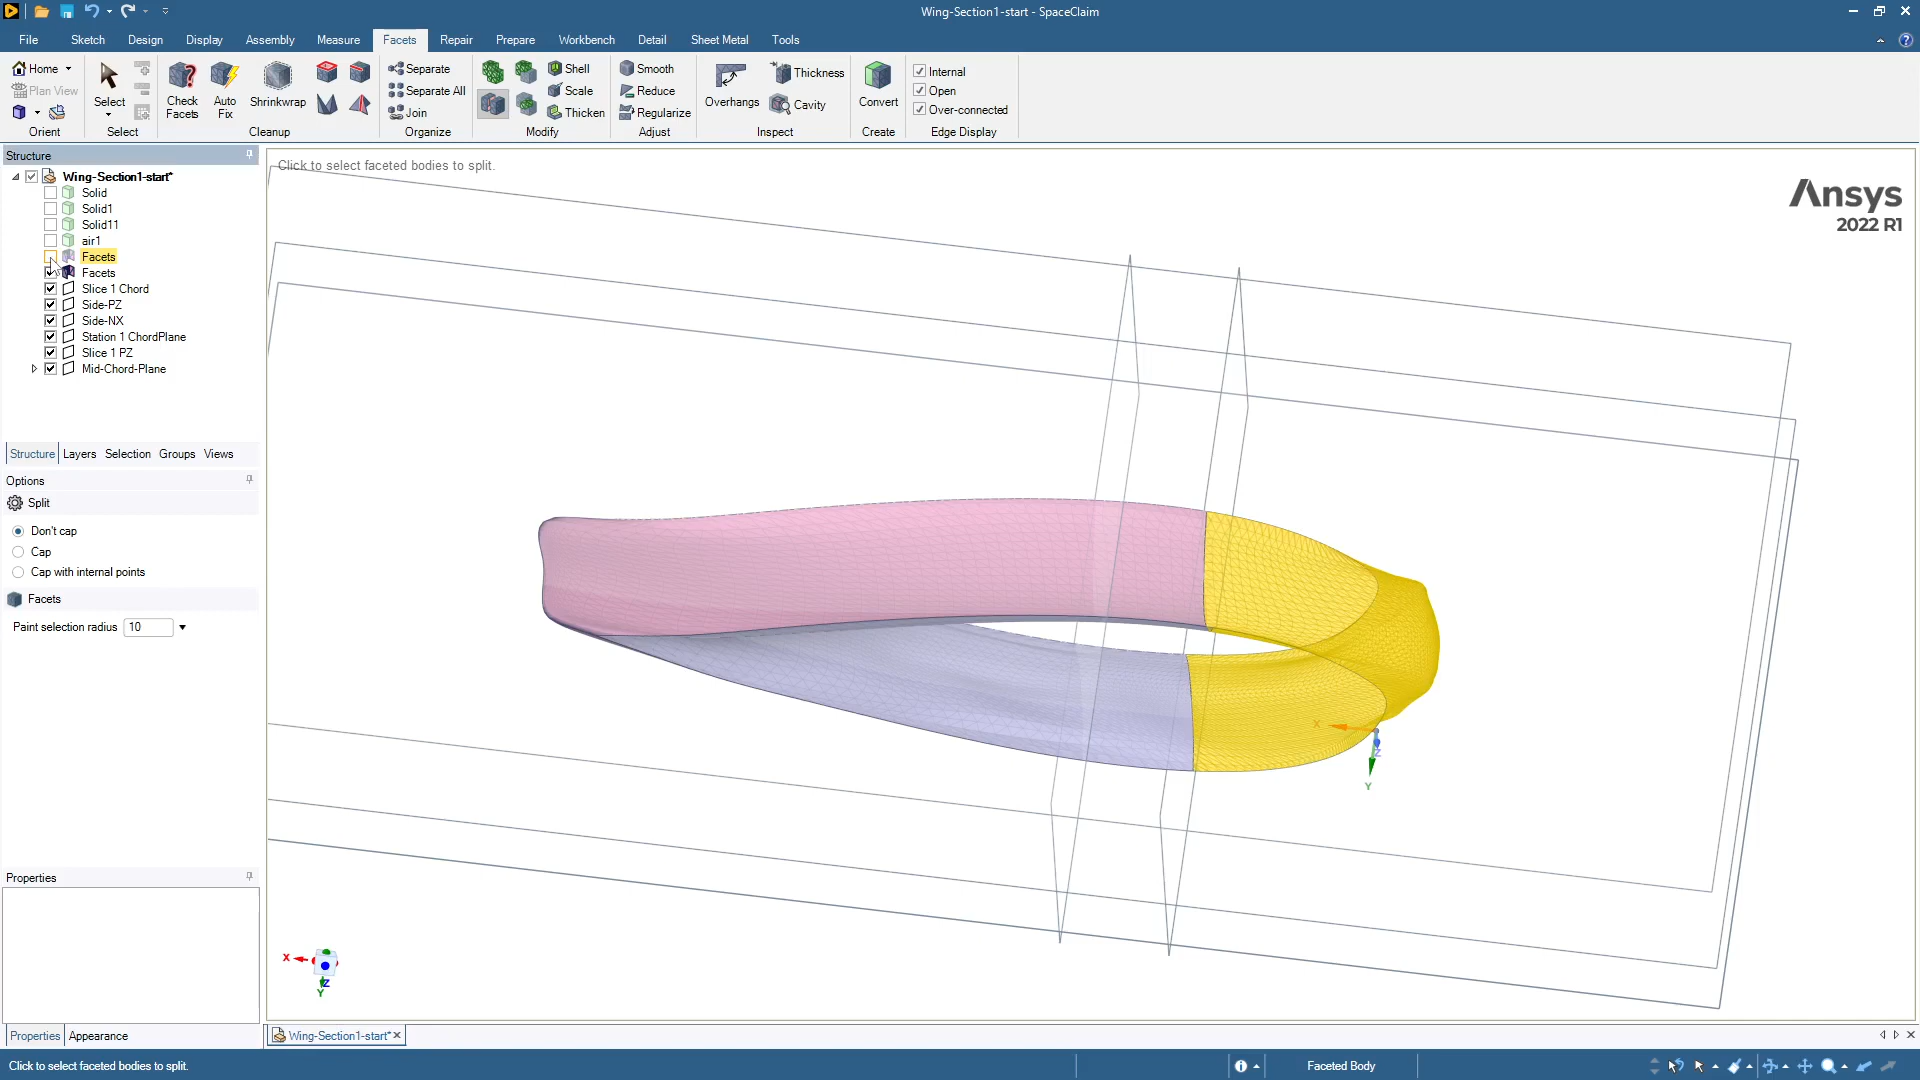 Wing-Section1-start - SpaceClaim
File Sketch Design Display Assembly Measure Facets Repair Prepare Workbench Detail Sheet Metal Tools
Home
Plan View
Orient
Select
Select
Check Facets
Auto Fix
Shrinkwrap
Cleanup
Separate
Separate All
Join
Organize
Shell
Scale
Thicken
Modify
Smooth
Reduce
Regularize
Adjust
Overhangs
Thickness
Cavity
Inspect
Convert
Create
Internal
Open
Over-connected
Edge Display
Structure
Wing-Section1-start*
Solid
Solid1
Solid11
air1
Facets
Facets
Slice 1 Chord
Side-PZ
Side-NX
Station 1 ChordPlane
Slice 1 PZ
Mid-Chord-Plane
Structure Layers Selection Groups Views
Options
Split
Don't cap
Cap
Cap with internal points
Facets
Paint selection radius 10
Properties
Properties Appearance
Click to select faceted bodies to split.
Ansys
2022 R1
X
Z
Y
X
Z
Y
Wing-Section1-start*
Click to select faceted bodies to split.
Faceted Body